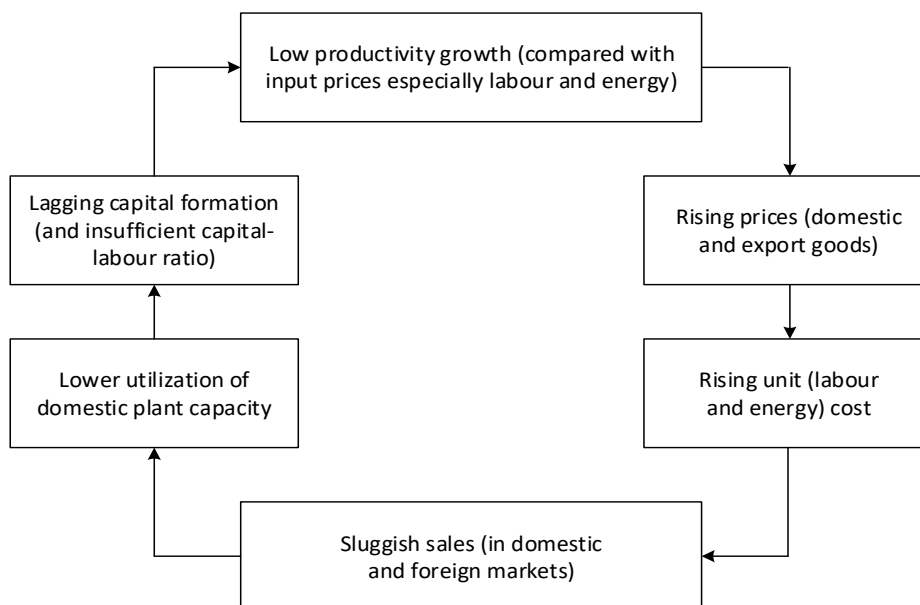 Low productivity growth (compared with
input prices especially labour and energy)
Rising prices (domestic
and export goods)
Rising unit (labour
and energy) cost
Sluggish sales (in domestic
and foreign markets)
Lower utilization of
domestic plant capacity
Lagging capital formation
(and insufficient capital-
labour ratio)